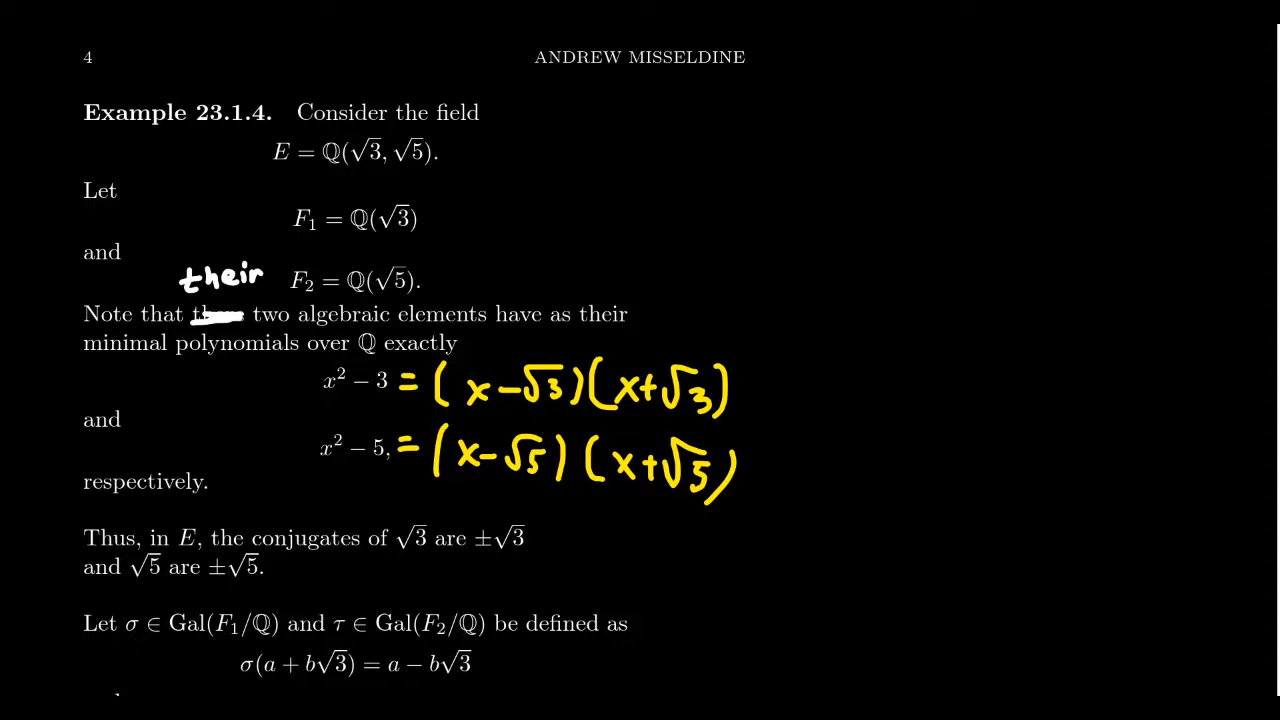 4 ANDREW MISSELDINE
Example 23.1.4. Consider the field
E = ℚ(√3, √5).
Let
F₁ = ℚ(√3)
and
their F₂ = ℚ(√5).
Note that two algebraic elements have as their
minimal polynomials over ℚ exactly
x² − 3 = (x − √3)(x + √3)
and
x² − 5, = (x − √5)(x + √5)
respectively.
Thus, in E, the conjugates of √3 are ±√3
and √5 are ±√5.
Let σ ∈ Gal(F₁/ℚ) and τ ∈ Gal(F₂/ℚ) be defined as
σ(a + b√3) = a − b√3